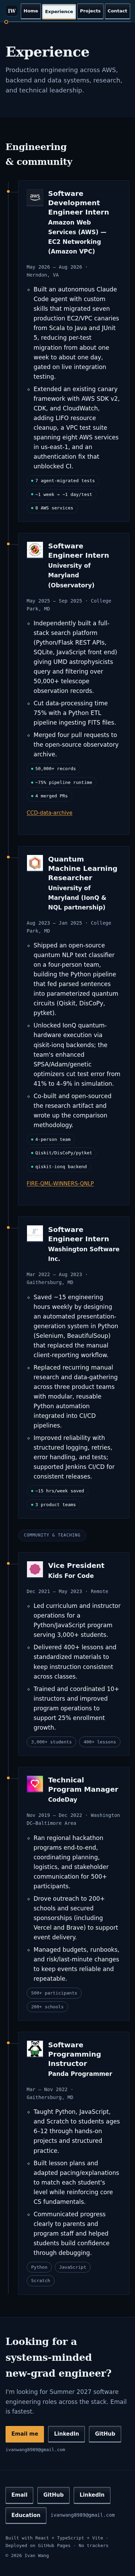 IW Home Experience Projects Contact
Experience
Production engineering across AWS,
backend and data systems, research,
and technical leadership.
Engineering
& community
aws
Software
Development
Engineer Intern
Amazon Web
Services (AWS) —
EC2 Networking
(Amazon VPC)
May 2026 – Aug 2026 ·
Herndon, VA
Built an autonomous Claude
Code agent with custom
skills that migrated seven
production EC2/VPC canaries
from Scala to Java and JUnit
5, reducing per-test
migration from about one
week to about one day,
gated on live integration
testing.
Extended an existing canary
framework with AWS SDK v2,
CDK, and CloudWatch,
adding LIFO resource
cleanup, a VPC test suite
spanning eight AWS services
in us-east-1, and an
authentication fix that
unblocked CI.
7 agent-migrated tests
~1 week → ~1 day/test
8 AWS services
Software
Engineer Intern
University of
Maryland
(Observatory)
May 2025 – Sep 2025 · College
Park, MD
Independently built a full-
stack search platform
(Python/Flask REST APIs,
SQLite, JavaScript front end)
giving UMD astrophysicists
query and filtering over
50,000+ telescope
observation records.
Cut data-processing time
75% with a Python ETL
pipeline ingesting FITS files.
Merged four pull requests to
the open-source observatory
archive.
50,000+ records
−75% pipeline runtime
4 merged PRs
CCD-data-archive
Quantum
Machine Learning
Researcher
University of
Maryland (IonQ &
NQL partnership)
Aug 2023 – Jan 2025 · College
Park, MD
Shipped an open-source
quantum NLP text classifier
on a four-person team,
building the Python pipeline
that fed parsed sentences
into parametrized quantum
circuits (Qiskit, DisCoPy,
pytket).
Unlocked IonQ quantum-
hardware execution via
qiskit-ionq backends; the
team's enhanced
SPSA/Adam/genetic
optimizers cut test error from
41% to 4–9% in simulation.
Co-built and open-sourced
the research artifact and
wrote up the comparison
methodology.
4-person team
Qiskit/DisCoPy/pytket
qiskit-ionq backend
FIRE-QML-WINNERS-QNLP
Software
Engineer Intern
Washington Software
Inc.
Mar 2022 – Aug 2023 ·
Gaithersburg, MD
Saved ~15 engineering
hours weekly by designing
an automated presentation-
generation system in Python
(Selenium, BeautifulSoup)
that replaced the manual
client-reporting workflow.
Replaced recurring manual
research and data-gathering
across three product teams
with modular, reusable
Python automation
integrated into CI/CD
pipelines.
Improved reliability with
structured logging, retries,
error handling, and tests;
supported Jenkins CI/CD for
consistent releases.
~15 hrs/week saved
3 product teams
COMMUNITY & TEACHING
Vice President
Kids For Code
Dec 2021 – May 2023 · Remote
Led curriculum and instructor
operations for a
Python/JavaScript program
serving 3,000+ students.
Delivered 400+ lessons and
standardized materials to
keep instruction consistent
across classes.
Trained and coordinated 10+
instructors and improved
program operations to
support 25% enrollment
growth.
3,000+ students 400+ lessons
Technical
Program Manager
CodeDay
Nov 2019 – Dec 2022 · Washington
DC–Baltimore Area
Ran regional hackathon
programs end-to-end,
coordinating planning,
logistics, and stakeholder
communication for 500+
participants.
Drove outreach to 200+
schools and secured
sponsorships (including
Vercel and Brave) to support
event delivery.
Managed budgets, runbooks,
and risk/last-minute changes
to keep events reliable and
repeatable.
500+ participants
200+ schools
Software
Programming
Instructor
Panda Programmer
Mar – Nov 2022 ·
Gaithersburg, MD
Taught Python, JavaScript,
and Scratch to students ages
6–12 through hands-on
projects and structured
practice.
Built lesson plans and
adapted pacing/explanations
to match each student's
level while reinforcing core
CS fundamentals.
Communicated progress
clearly to parents and
program staff and helped
students build confidence
through debugging.
Python JavaScript
Scratch
Looking for a
systems-minded
new-grad engineer?
I'm looking for Summer 2027 software
engineering roles across the stack. Email
is fastest.
Email me LinkedIn GitHub
ivanwang0909@gmail.com
Email GitHub LinkedIn
Education ivanwang0909@gmail.com
Built with React + TypeScript + Vite ·
Deployed on GitHub Pages · No trackers
© 2026 Ivan Wang